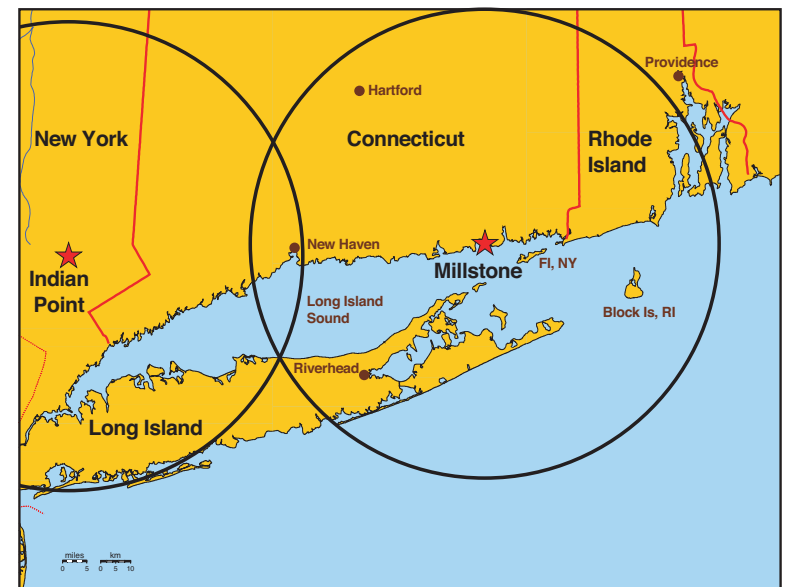 Providence
Hartford
New York
Connecticut
Rhode
Island
New Haven
Indian
Point
Millstone
FI, NY
Long Island
Sound
Block Is, RI
Riverhead
Long Island
miles
km
0 5
0 5 10